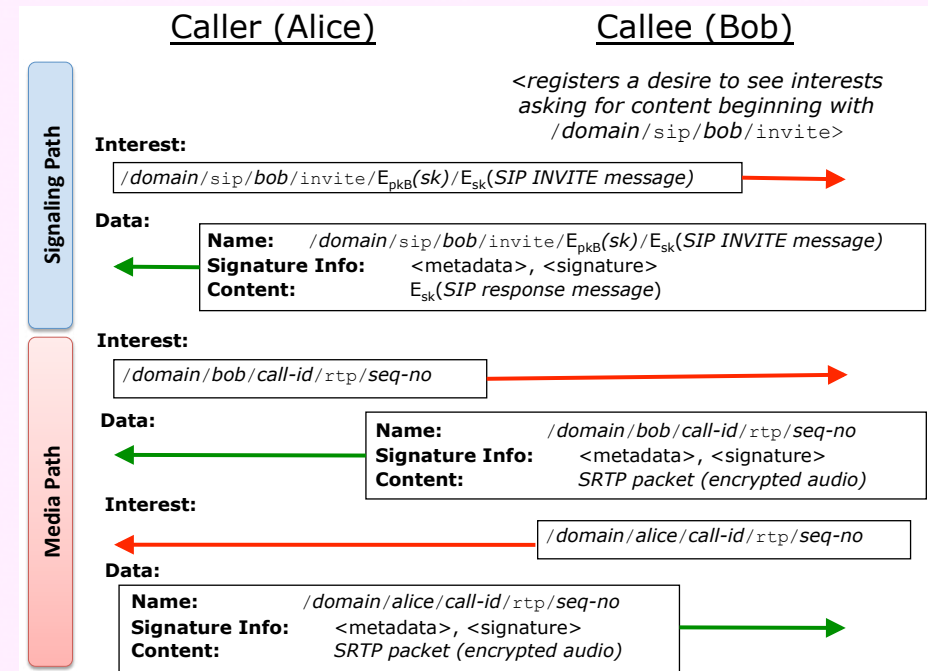 Caller (Alice)
Callee (Bob)
<registers a desire to see interests
asking for content beginning with
/domain/sip/bob/invite>
Signaling Path
Interest:
/domain/sip/bob/invite/EpkB(sk)/Esk(SIP INVITE message)
Data:
Name: /domain/sip/bob/invite/EpkB(sk)/Esk(SIP INVITE message)
Signature Info: <metadata>, <signature>
Content: Esk(SIP response message)
Media Path
Interest:
/domain/bob/call-id/rtp/seq-no
Data:
Name: /domain/bob/call-id/rtp/seq-no
Signature Info: <metadata>, <signature>
Content: SRTP packet (encrypted audio)
Interest:
/domain/alice/call-id/rtp/seq-no
Data:
Name: /domain/alice/call-id/rtp/seq-no
Signature Info: <metadata>, <signature>
Content: SRTP packet (encrypted audio)